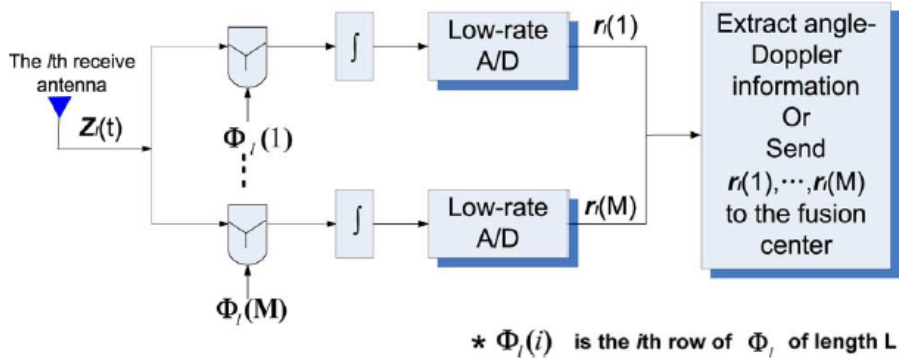 The lth receive
antenna
Zₗ(t)
Φₗ(1)
Φₗ(M)
∫
∫
Low-rate
A/D
Low-rate
A/D
rₗ(1)
rₗ(M)
Extract angle-
Doppler
information
Or
Send
rₗ(1),···,rₗ(M)
to the fusion
center
* Φₗ(i) is the ith row of Φₗ of length L